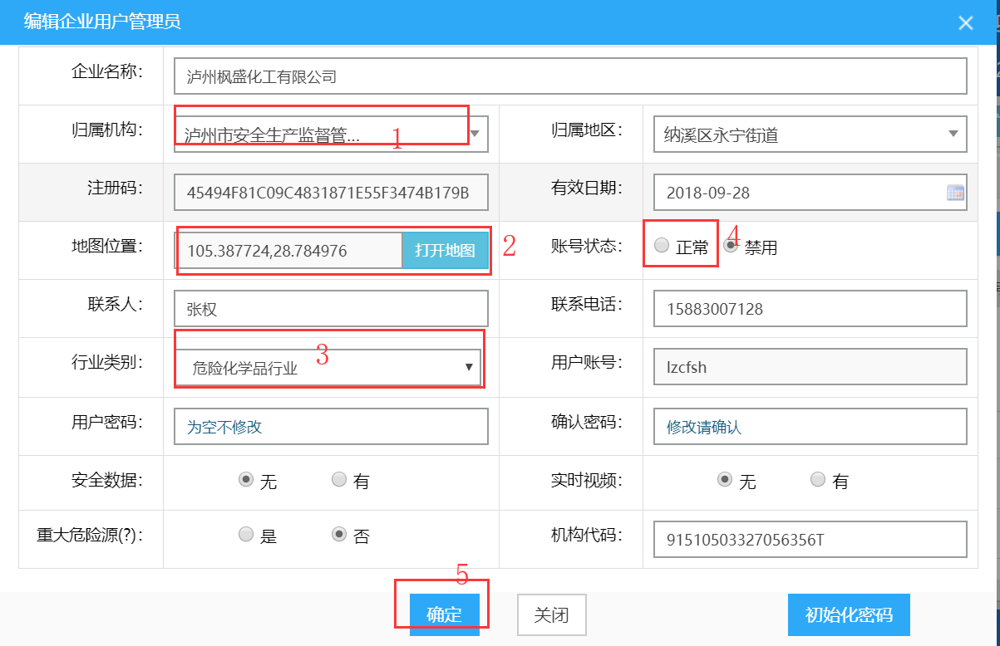 编辑企业用户管理员
企业名称: 泸州枫盛化工有限公司
归属机构: 泸州市安全生产监督管... 1 归属地区: 纳溪区永宁街道
注册码: 45494F81C09C4831871E55F3474B179B 有效日期: 2018-09-28
地图位置: 105.387724,28.784976 打开地图 2 账号状态: 正常 4 禁用
联系人: 张权 联系电话: 15883007128
行业类别: 危险化学品行业 3 用户账号: lzcfsh
用户密码: 为空不修改 确认密码: 修改请确认
安全数据: 无 有 实时视频: 无 有
重大危险源(?): 是 否 机构代码: 91510503327056356T
5
确定 关闭 初始化密码